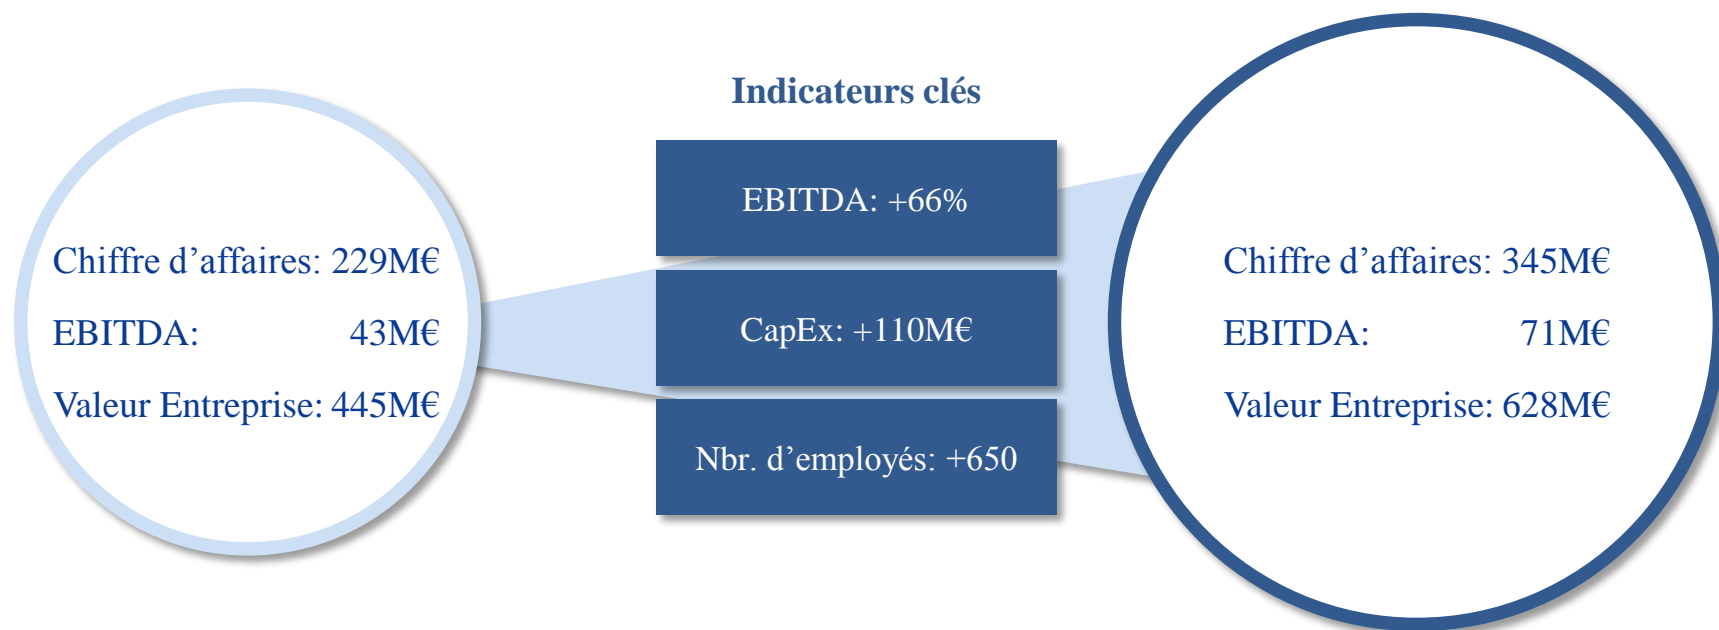 Indicateurs clés
Chiffre d’affaires: 229M€
EBITDA: 43M€
Valeur Entreprise: 445M€
EBITDA: +66%
CapEx: +110M€
Nbr. d’employés: +650
Chiffre d’affaires: 345M€
EBITDA: 71M€
Valeur Entreprise: 628M€